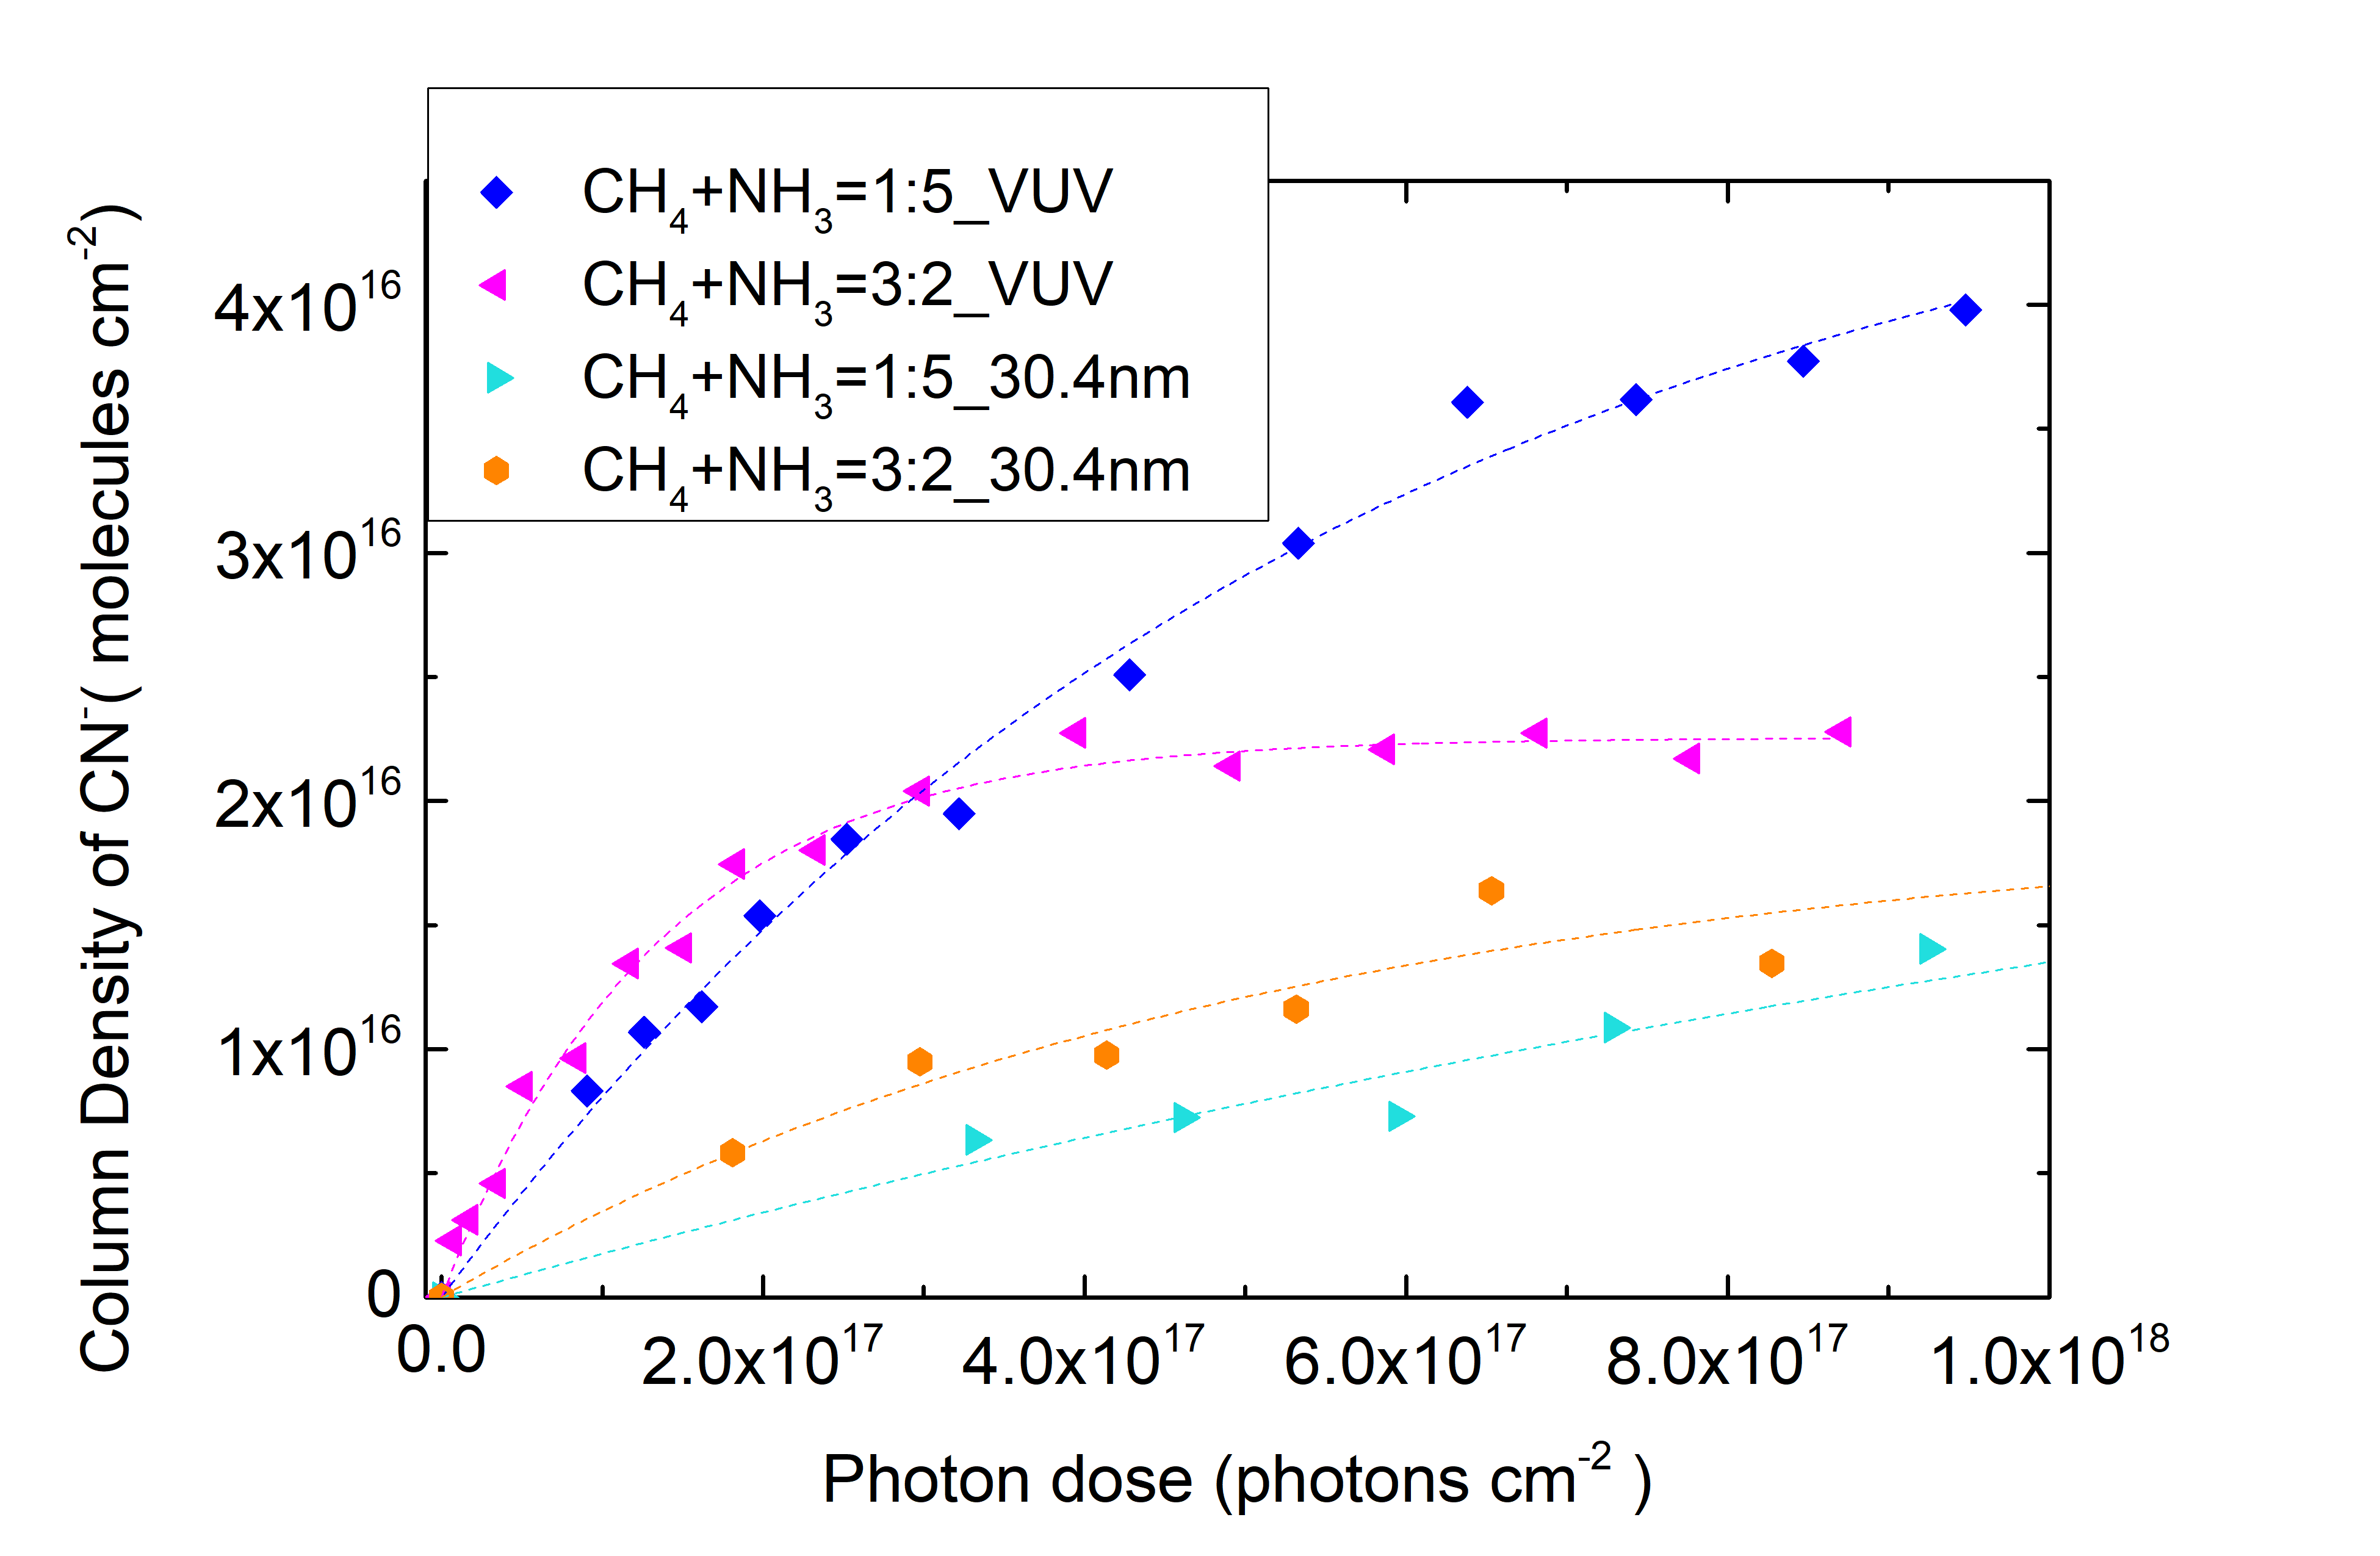 CH4+NH3=1:5_VUV
CH4+NH3=3:2_VUV
CH4+NH3=1:5_30.4nm
CH4+NH3=3:2_30.4nm
4x10^16
3x10^16
2x10^16
1x10^16
0
Column Density of CN^-( molecules cm^-2)
0.0 2.0x10^17 4.0x10^17 6.0x10^17 8.0x10^17 1.0x10^18
Photon dose (photons cm^-2 )